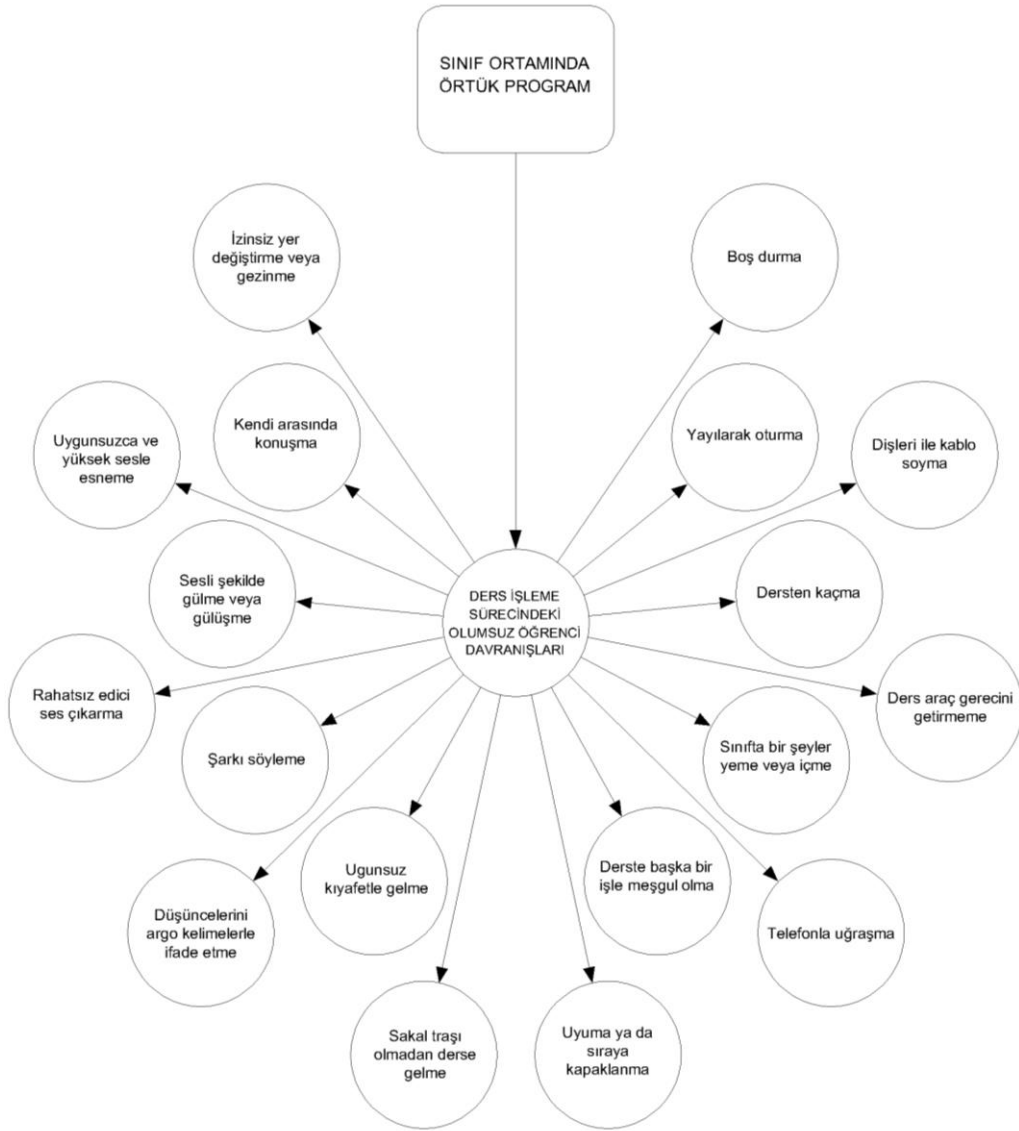 SINIF ORTAMINDA
ÖRTÜK PROGRAM
İzinsiz yer
değiştirme veya
gezinme
Boş durma
Kendi arasında
konuşma
Yayılarak oturma
Uygunsuzca ve
yüksek sesle
esneme
Dişleri ile kablo
soyma
Sesli şekilde
gülme veya
gülüşme
DERS İŞLEME
SÜRECİNDEKİ
OLUMSUZ ÖĞRENCİ
DAVRANIŞLARI
Dersten kaçma
Rahatsız edici
ses çıkarma
Ders araç gerecini
getirmeme
Şarkı söyleme
Sınıfta bir şeyler
yeme veya içme
Ugunsuz
kıyafetle gelme
Derste başka bir
işle meşgul olma
Düşüncelerini
argo kelimelerle
ifade etme
Telefonla uğraşma
Sakal traşı
olmadan derse
gelme
Uyuma ya da
sıraya
kapaklanma